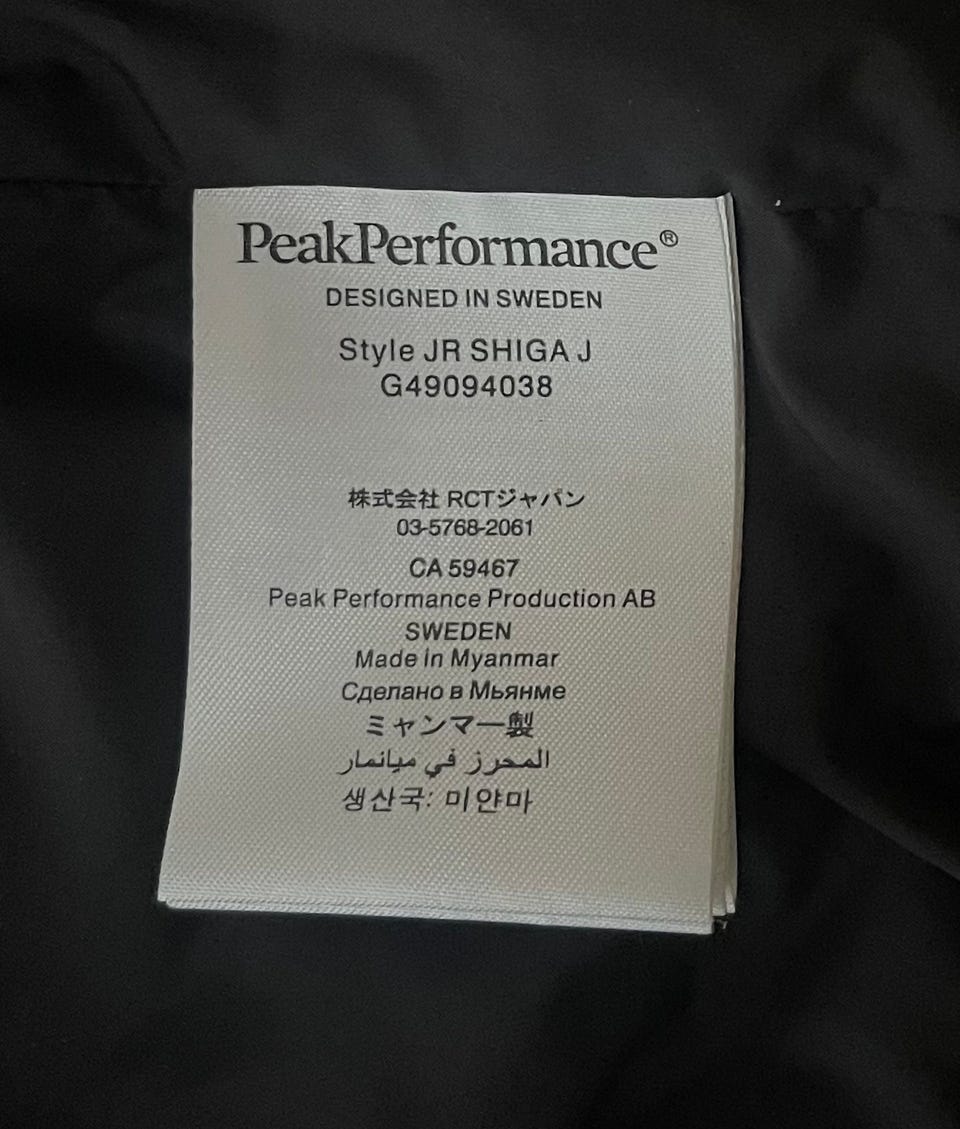 PeakPerformance®
DESIGNED IN SWEDEN
Style JR SHIGA J
G49094038
株式会社 RCTジャパン
03-5768-2061
CA 59467
Peak Performance Production AB
SWEDEN
Made in Myanmar
Сделано в Мьянме
ミャンマー製
المحرز في ميانمار
생산국: 미얀마